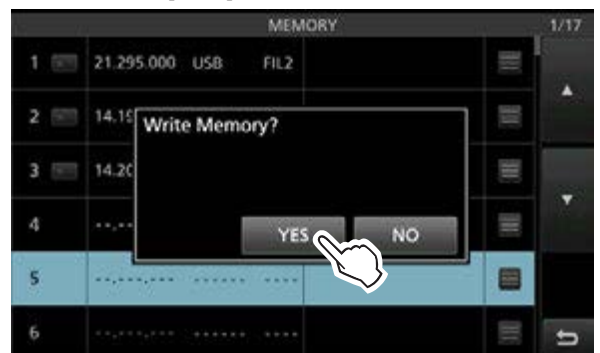 MEMORY 1/17
1 21.295.000 USB FIL2
2 14.19
Write Memory?
3 14.20
4 --.--
YES NO
5 --.---.--- ------ ----
6 --.---.--- ------ ----